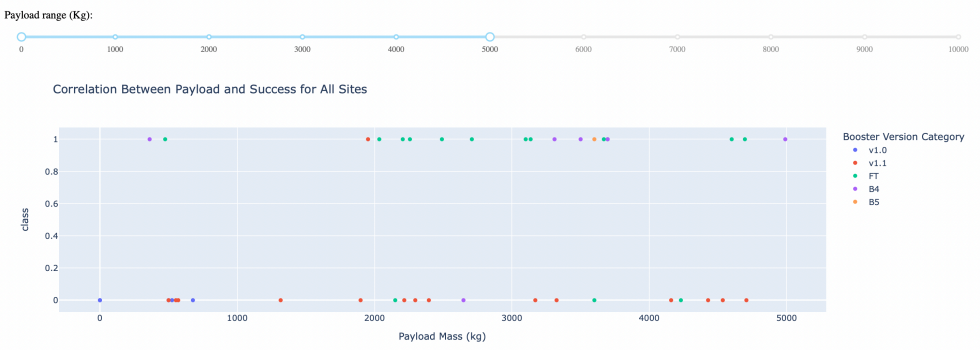 Payload range (Kg):
0 1000 2000 3000 4000 5000 6000 7000 8000 9000 10000
Correlation Between Payload and Success for All Sites
Booster Version Category
v1.0
v1.1
FT
B4
B5
class
1
0.8
0.6
0.4
0.2
0
0 1000 2000 3000 4000 5000
Payload Mass (kg)